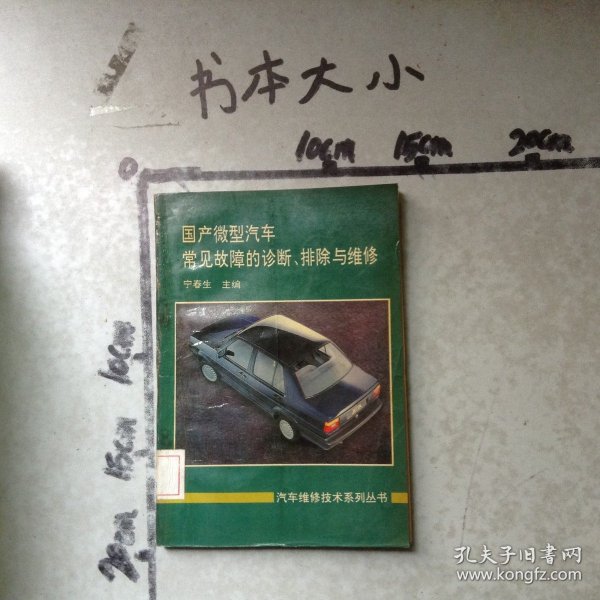 书本大小
0 10cm 15cm 20cm
国产微型汽车
常见故障的诊断、排除与维修
宁春生 主编
10cm
15cm
20cm
汽车维修技术系列丛书
孔夫子旧书网
www.kongfz.com